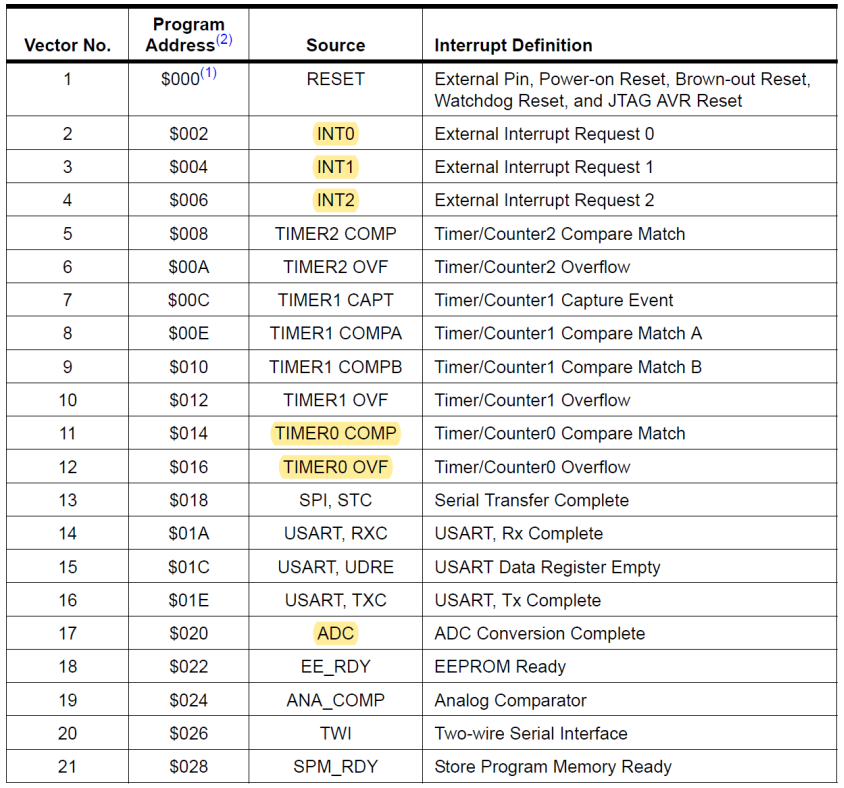 Vector No. Program Address(2) Source Interrupt Definition
1 $000(1) RESET External Pin, Power-on Reset, Brown-out Reset,
Watchdog Reset, and JTAG AVR Reset
2 $002 INT0 External Interrupt Request 0
3 $004 INT1 External Interrupt Request 1
4 $006 INT2 External Interrupt Request 2
5 $008 TIMER2 COMP Timer/Counter2 Compare Match
6 $00A TIMER2 OVF Timer/Counter2 Overflow
7 $00C TIMER1 CAPT Timer/Counter1 Capture Event
8 $00E TIMER1 COMPA Timer/Counter1 Compare Match A
9 $010 TIMER1 COMPB Timer/Counter1 Compare Match B
10 $012 TIMER1 OVF Timer/Counter1 Overflow
11 $014 TIMER0 COMP Timer/Counter0 Compare Match
12 $016 TIMER0 OVF Timer/Counter0 Overflow
13 $018 SPI, STC Serial Transfer Complete
14 $01A USART, RXC USART, Rx Complete
15 $01C USART, UDRE USART Data Register Empty
16 $01E USART, TXC USART, Tx Complete
17 $020 ADC ADC Conversion Complete
18 $022 EE_RDY EEPROM Ready
19 $024 ANA_COMP Analog Comparator
20 $026 TWI Two-wire Serial Interface
21 $028 SPM_RDY Store Program Memory Ready